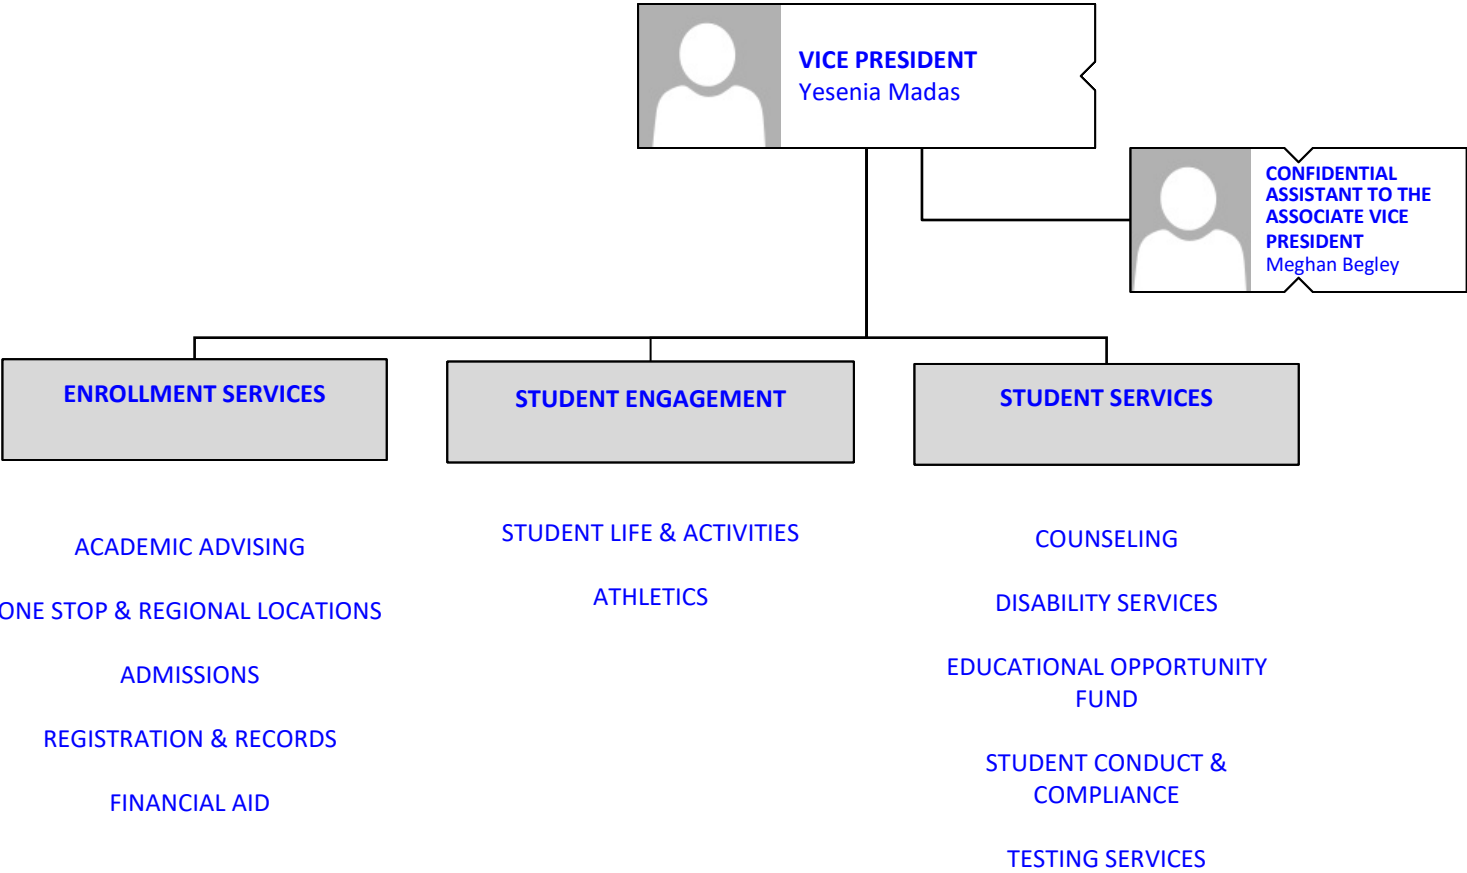 VICE PRESIDENT
Yesenia Madas
CONFIDENTIAL
ASSISTANT TO THE
ASSOCIATE VICE
PRESIDENT
Meghan Begley
ENROLLMENT SERVICES
STUDENT ENGAGEMENT
STUDENT SERVICES
ACADEMIC ADVISING
ONE STOP & REGIONAL LOCATIONS
ADMISSIONS
REGISTRATION & RECORDS
FINANCIAL AID
STUDENT LIFE & ACTIVITIES
ATHLETICS
COUNSELING
DISABILITY SERVICES
EDUCATIONAL OPPORTUNITY
FUND
STUDENT CONDUCT &
COMPLIANCE
TESTING SERVICES